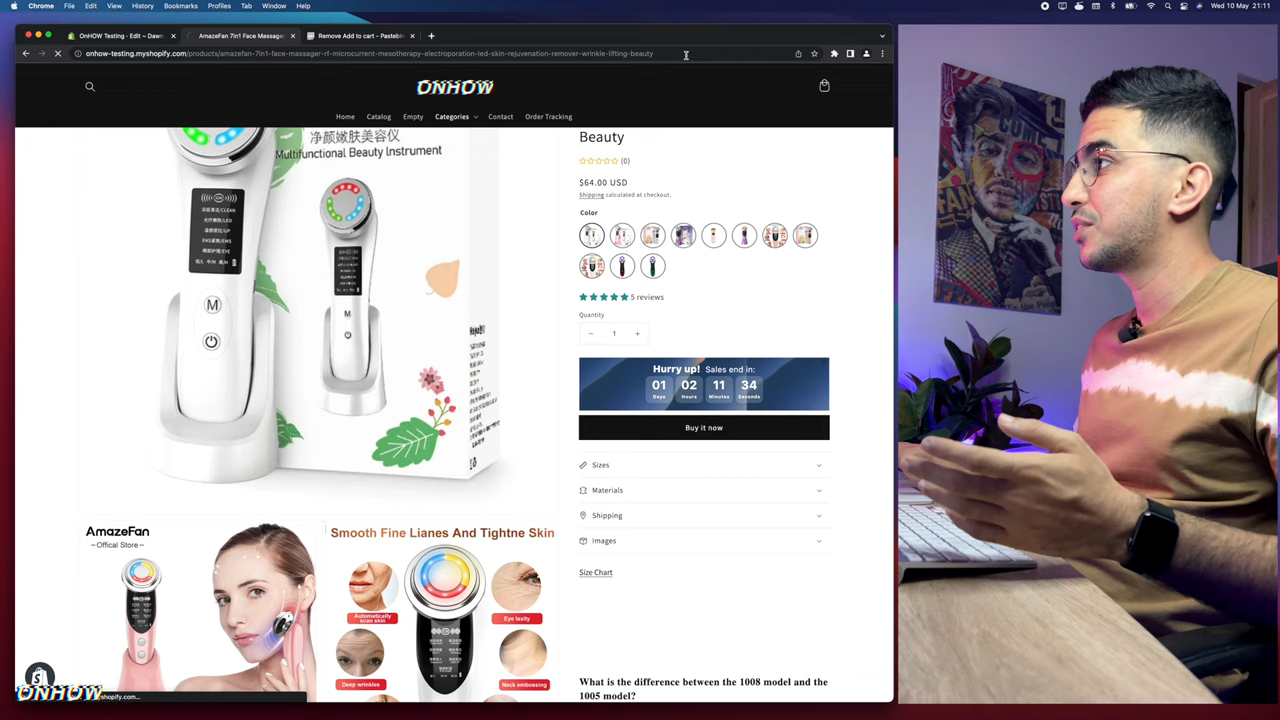 Chrome File Edit View History Bookmarks Profiles Tab Window Help
Wed 10 May 21:11
OnHOW Testing - Edit ~ Dawn
AmazeFan 7in1 Face Massager
Remove Add to cart - Pastebin
onhow-testing.myshopify.com/products/amazefan-7in1-face-massager-rf-microcurrent-mesotherapy-electroporation-led-skin-rejuvenation-remover-wrinkle-lifting-beauty
ONHOW
Home Catalog Empty Categories Contact Order Tracking
净颜嫩肤美容仪
Multifunctional Beauty Instrument
M
M
Beauty
(0)
$64.00 USD
Shipping calculated at checkout.
Color
5 reviews
Quantity
− 1 +
Hurry up! Sales end in:
01 02 11 34
Days Hours Minutes Seconds
Buy it now
Sizes
Materials
Shipping
Images
Size Chart
AmazeFan
—Offical Store—
Smooth Fine Lianes And Tightne Skin
Automatically
scan skin
Eye laxity
Deep wrinkles
Neck embossing
What is the difference between the 1008 model and the
1005 model?
ONHOW